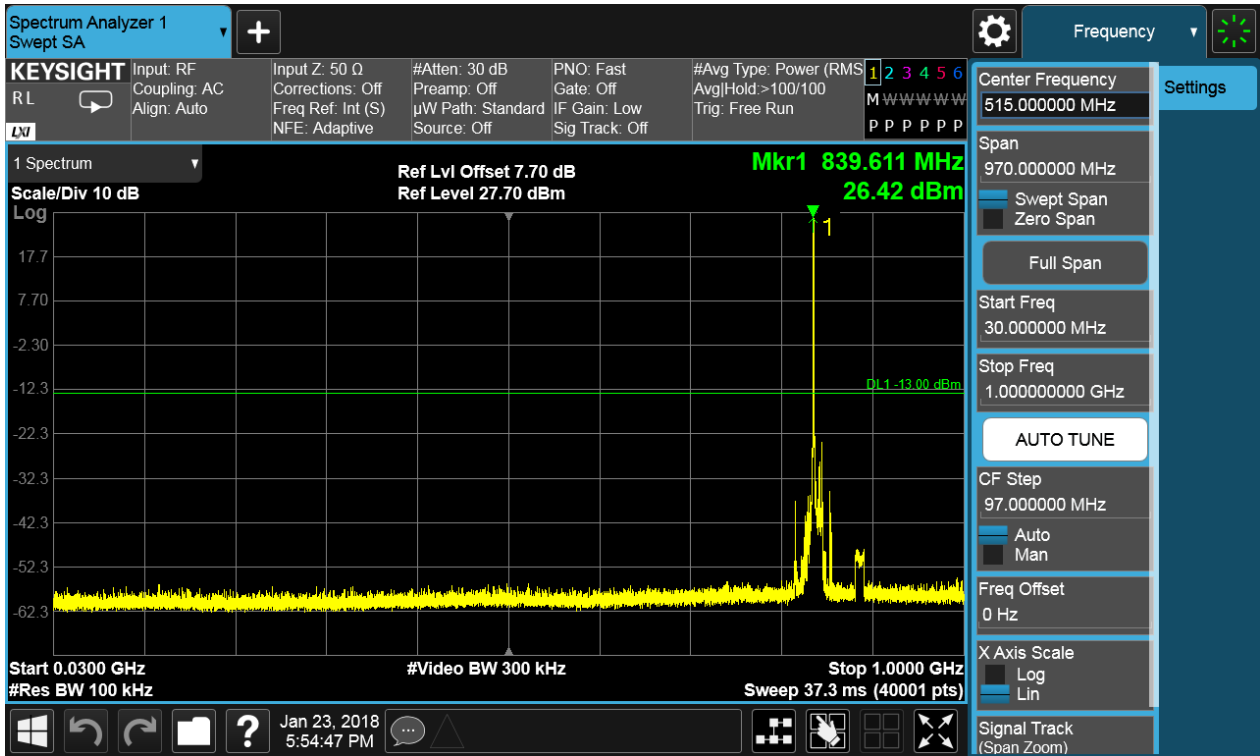 Spectrum Analyzer 1
Swept SA
Frequency
KEYSIGHT
R L
LXI
Input: RF
Coupling: AC
Align: Auto
Input Z: 50 Ω
Corrections: Off
Freq Ref: Int (S)
NFE: Adaptive
#Atten: 30 dB
Preamp: Off
µW Path: Standard
Source: Off
PNO: Fast
Gate: Off
IF Gain: Low
Sig Track: Off
#Avg Type: Power (RMS
Avg|Hold:>100/100
Trig: Free Run
1 2 3 4 5 6
M W W W W W
P P P P P P
1 Spectrum
Scale/Div 10 dB
Ref Lvl Offset 7.70 dB
Ref Level 27.70 dBm
Mkr1 839.611 MHz
26.42 dBm
Log
17.7
7.70
-2.30
-12.3
-22.3
-32.3
-42.3
-52.3
-62.3
1
DL1 -13.00 dBm
Start 0.0300 GHz
#Res BW 100 kHz
#Video BW 300 kHz
Stop 1.0000 GHz
Sweep 37.3 ms (40001 pts)
Center Frequency
515.000000 MHz
Span
970.000000 MHz
Swept Span
Zero Span
Full Span
Start Freq
30.000000 MHz
Stop Freq
1.000000000 GHz
AUTO TUNE
CF Step
97.000000 MHz
Auto
Man
Freq Offset
0 Hz
X Axis Scale
Log
Lin
Signal Track
(Span Zoom)
Settings
?
Jan 23, 2018
5:54:47 PM